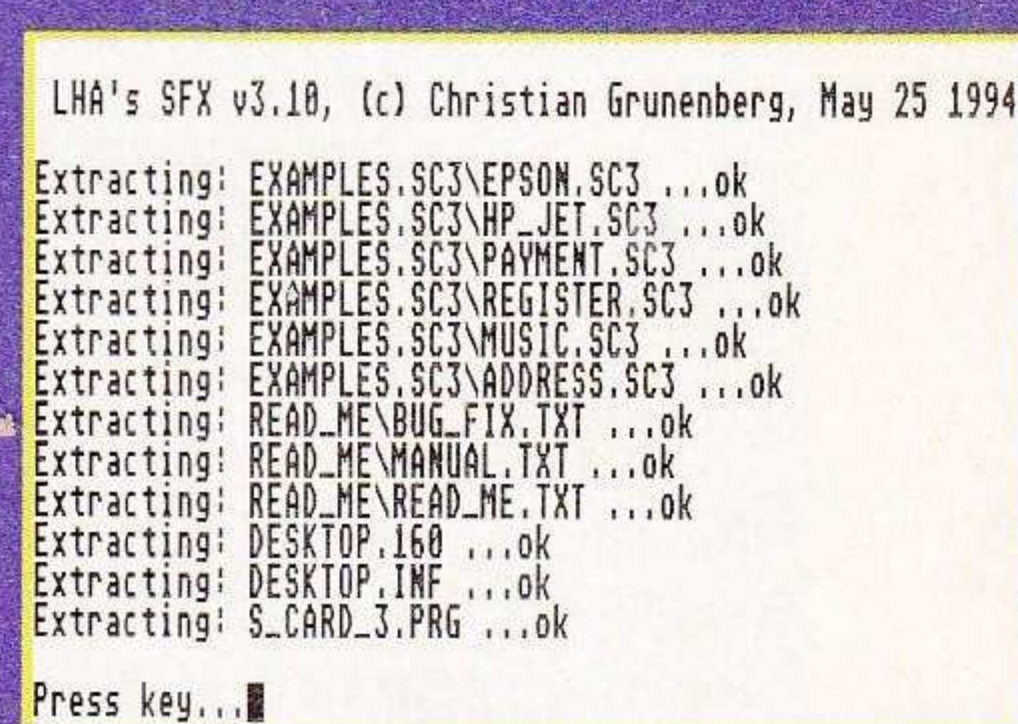 LHA's SFX v3.10, (c) Christian Grunenberg, May 25 1994
Extracting: EXAMPLES.SC3\EPSON.SC3 ...ok
Extracting: EXAMPLES.SC3\HP_JET.SC3 ...ok
Extracting: EXAMPLES.SC3\PAYMENT.SC3 ...ok
Extracting: EXAMPLES.SC3\REGISTER.SC3 ...ok
Extracting: EXAMPLES.SC3\MUSIC.SC3 ...ok
Extracting: EXAMPLES.SC3\ADDRESS.SC3 ...ok
Extracting: READ_ME\BUG_FIX.TXT ...ok
Extracting: READ_ME\MANUAL.TXT ...ok
Extracting: READ_ME\READ_ME.TXT ...ok
Extracting: DESKTOP.160 ...ok
Extracting: DESKTOP.INF ...ok
Extracting: S_CARD_3.PRG ...ok
Press key...